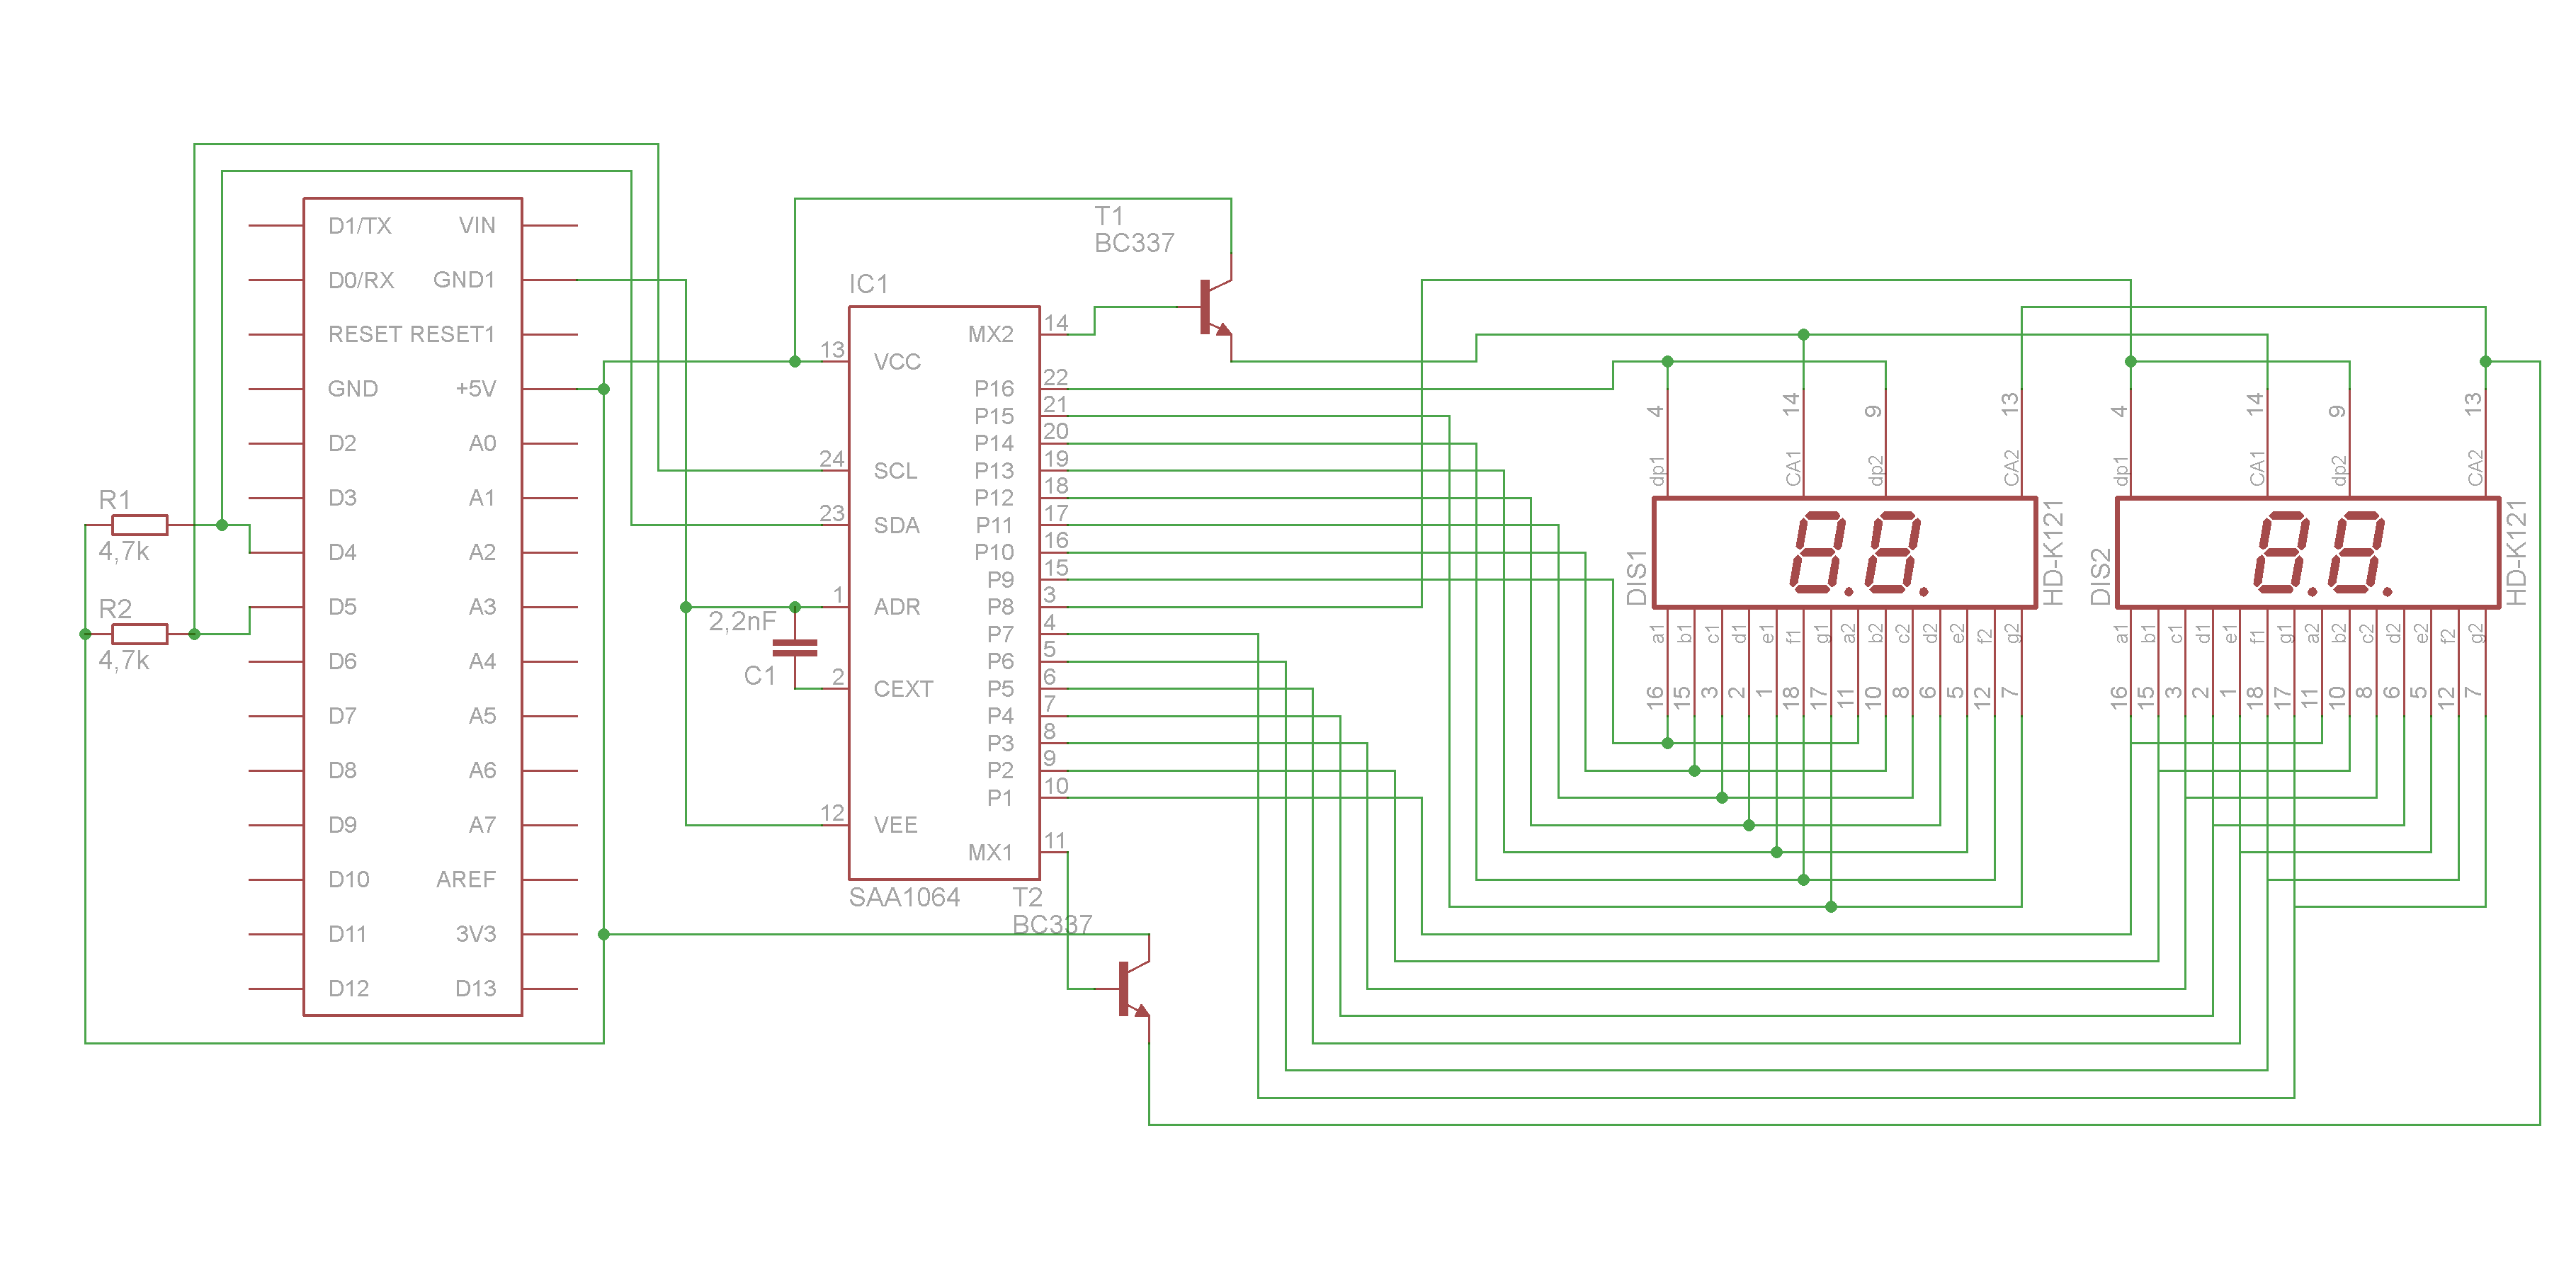 R1
4,7k
R2
4,7k
D1/TX VIN
D0/RX GND1
RESET RESET1
GND +5V
D2 A0
D3 A1
D4 A2
D5 A3
D6 A4
D7 A5
D8 A6
D9 A7
D10 AREF
D11 3V3
D12 D13
2,2nF
C1
IC1
13 VCC
24 SCL
23 SDA
1 ADR
2 CEXT
12 VEE
MX2 14
P16 22
P15 21
P14 20
P13 19
P12 18
P11 17
P10 16
P9 15
P8 3
P7 4
P6 5
P5 6
P4 7
P3 8
P2 9
P1 10
MX1 11
SAA1064
T1
BC337
T2
BC337
DIS1
4 14 9 13
dp1 CA1 dp2 CA2
8.8.
HD-K121
a1 b1 c1 d1 e1 f1 g1 a2 b2 c2 d2 e2 f2 g2
16 15 3 2 1 18 17 11 10 8 6 5 12 7
DIS2
4 14 9 13
dp1 CA1 dp2 CA2
8.8.
HD-K121
a1 b1 c1 d1 e1 f1 g1 a2 b2 c2 d2 e2 f2 g2
16 15 3 2 1 18 17 11 10 8 6 5 12 7